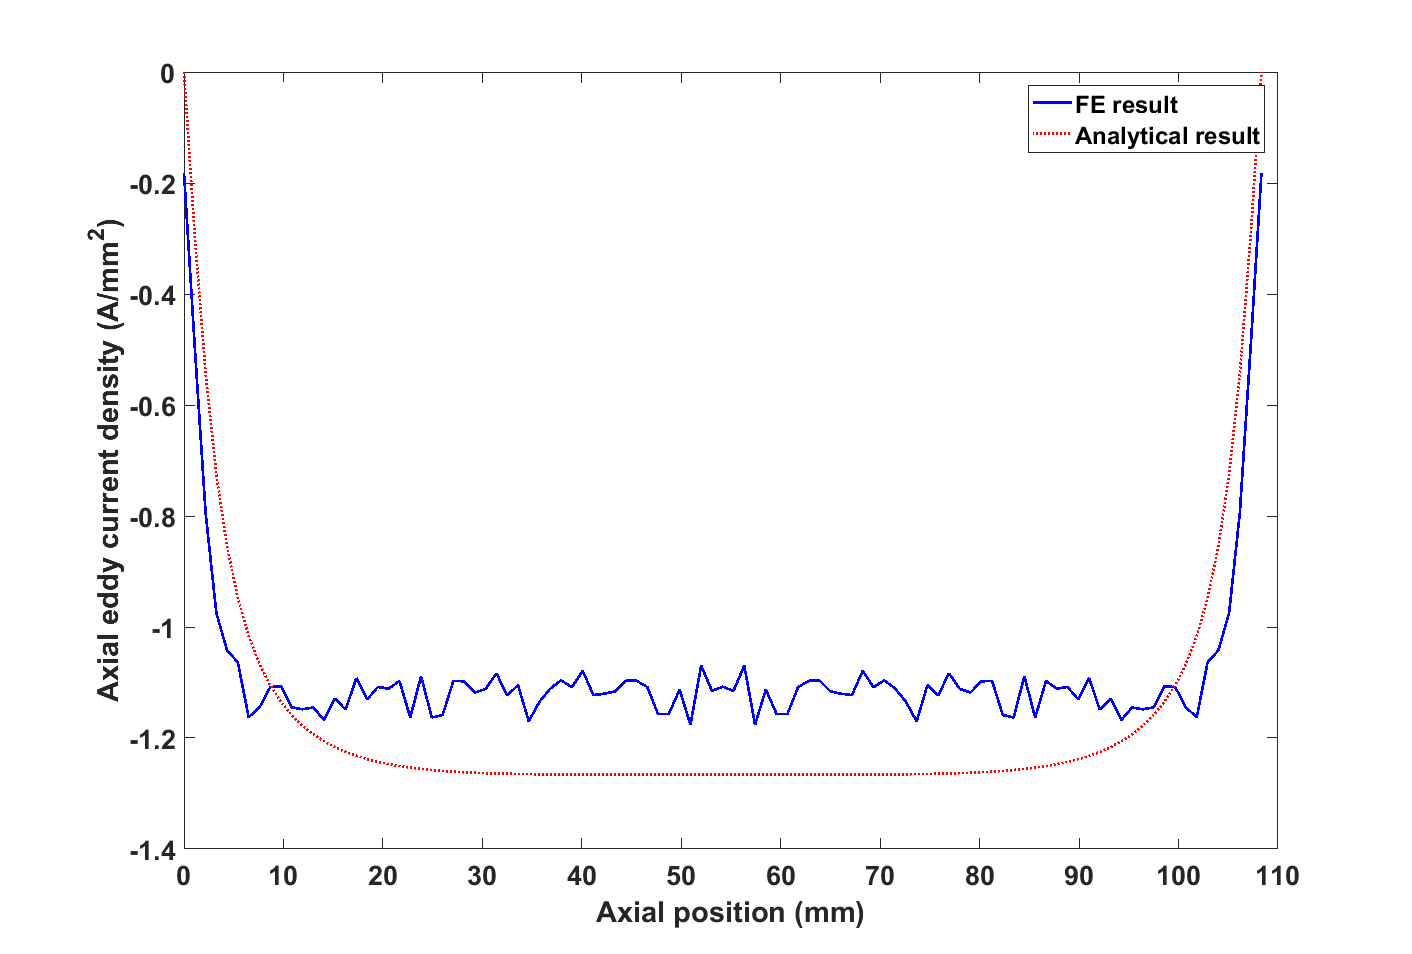 FE result
Analytical result
0
-0.2
-0.4
-0.6
-0.8
-1
-1.2
-1.4
Axial eddy current density (A/mm²)
0 10 20 30 40 50 60 70 80 90 100 110
Axial position (mm)